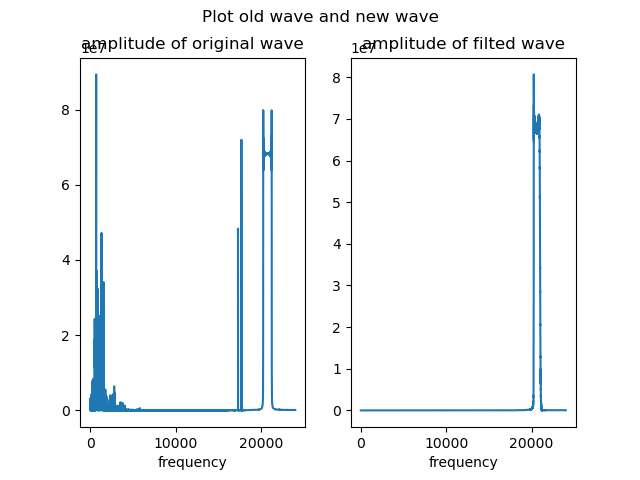 Plot old wave and new wave
amplitude of original wave
1e7
8
6
4
2
0
0 10000 20000
frequency
amplitude of filted wave
1e7
8
7
6
5
4
3
2
1
0
0 10000 20000
frequency